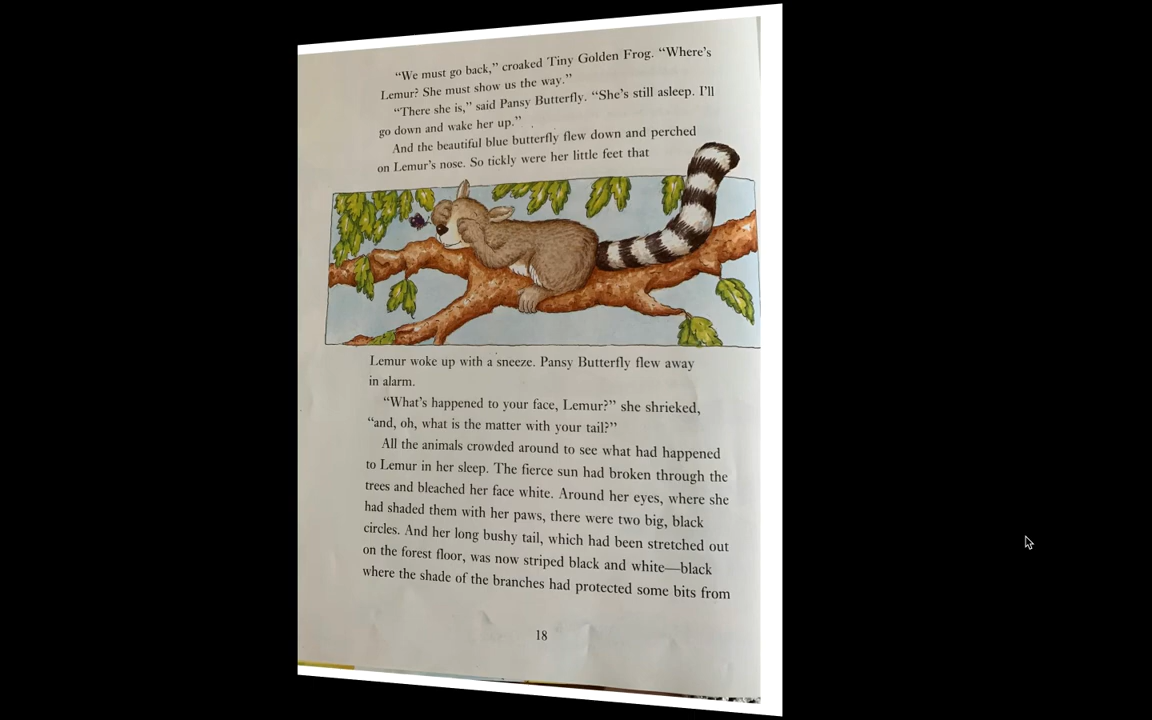 “We must go back,” croaked Tiny Golden Frog. “Where’s
Lemur? She must show us the way.”
“There she is,” said Pansy Butterfly. “She’s still asleep. I’ll
go down and wake her up.”
And the beautiful blue butterfly flew down and perched
on Lemur’s nose. So tickly were her little feet that
Lemur woke up with a sneeze. Pansy Butterfly flew away
in alarm.
“What’s happened to your face, Lemur?” she shrieked,
“and, oh, what is the matter with your tail?”
All the animals crowded around to see what had happened
to Lemur in her sleep. The fierce sun had broken through the
trees and bleached her face white. Around her eyes, where she
had shaded them with her paws, there were two big, black
circles. And her long bushy tail, which had been stretched out
on the forest floor, was now striped black and white—black
where the shade of the branches had protected some bits from
18